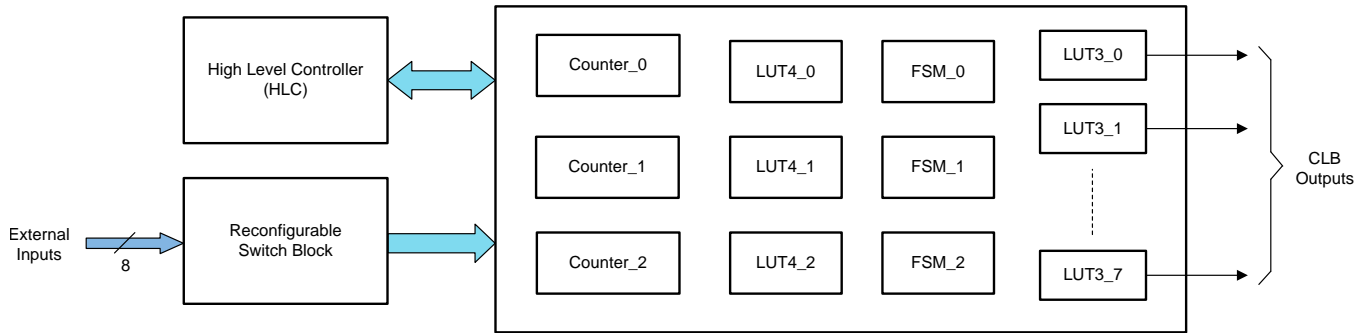 High Level Controller
(HLC)
Reconfigurable
Switch Block
External
Inputs
8
Counter_0
LUT4_0
FSM_0
LUT3_0
Counter_1
LUT4_1
FSM_1
LUT3_1
Counter_2
LUT4_2
FSM_2
LUT3_7
CLB
Outputs